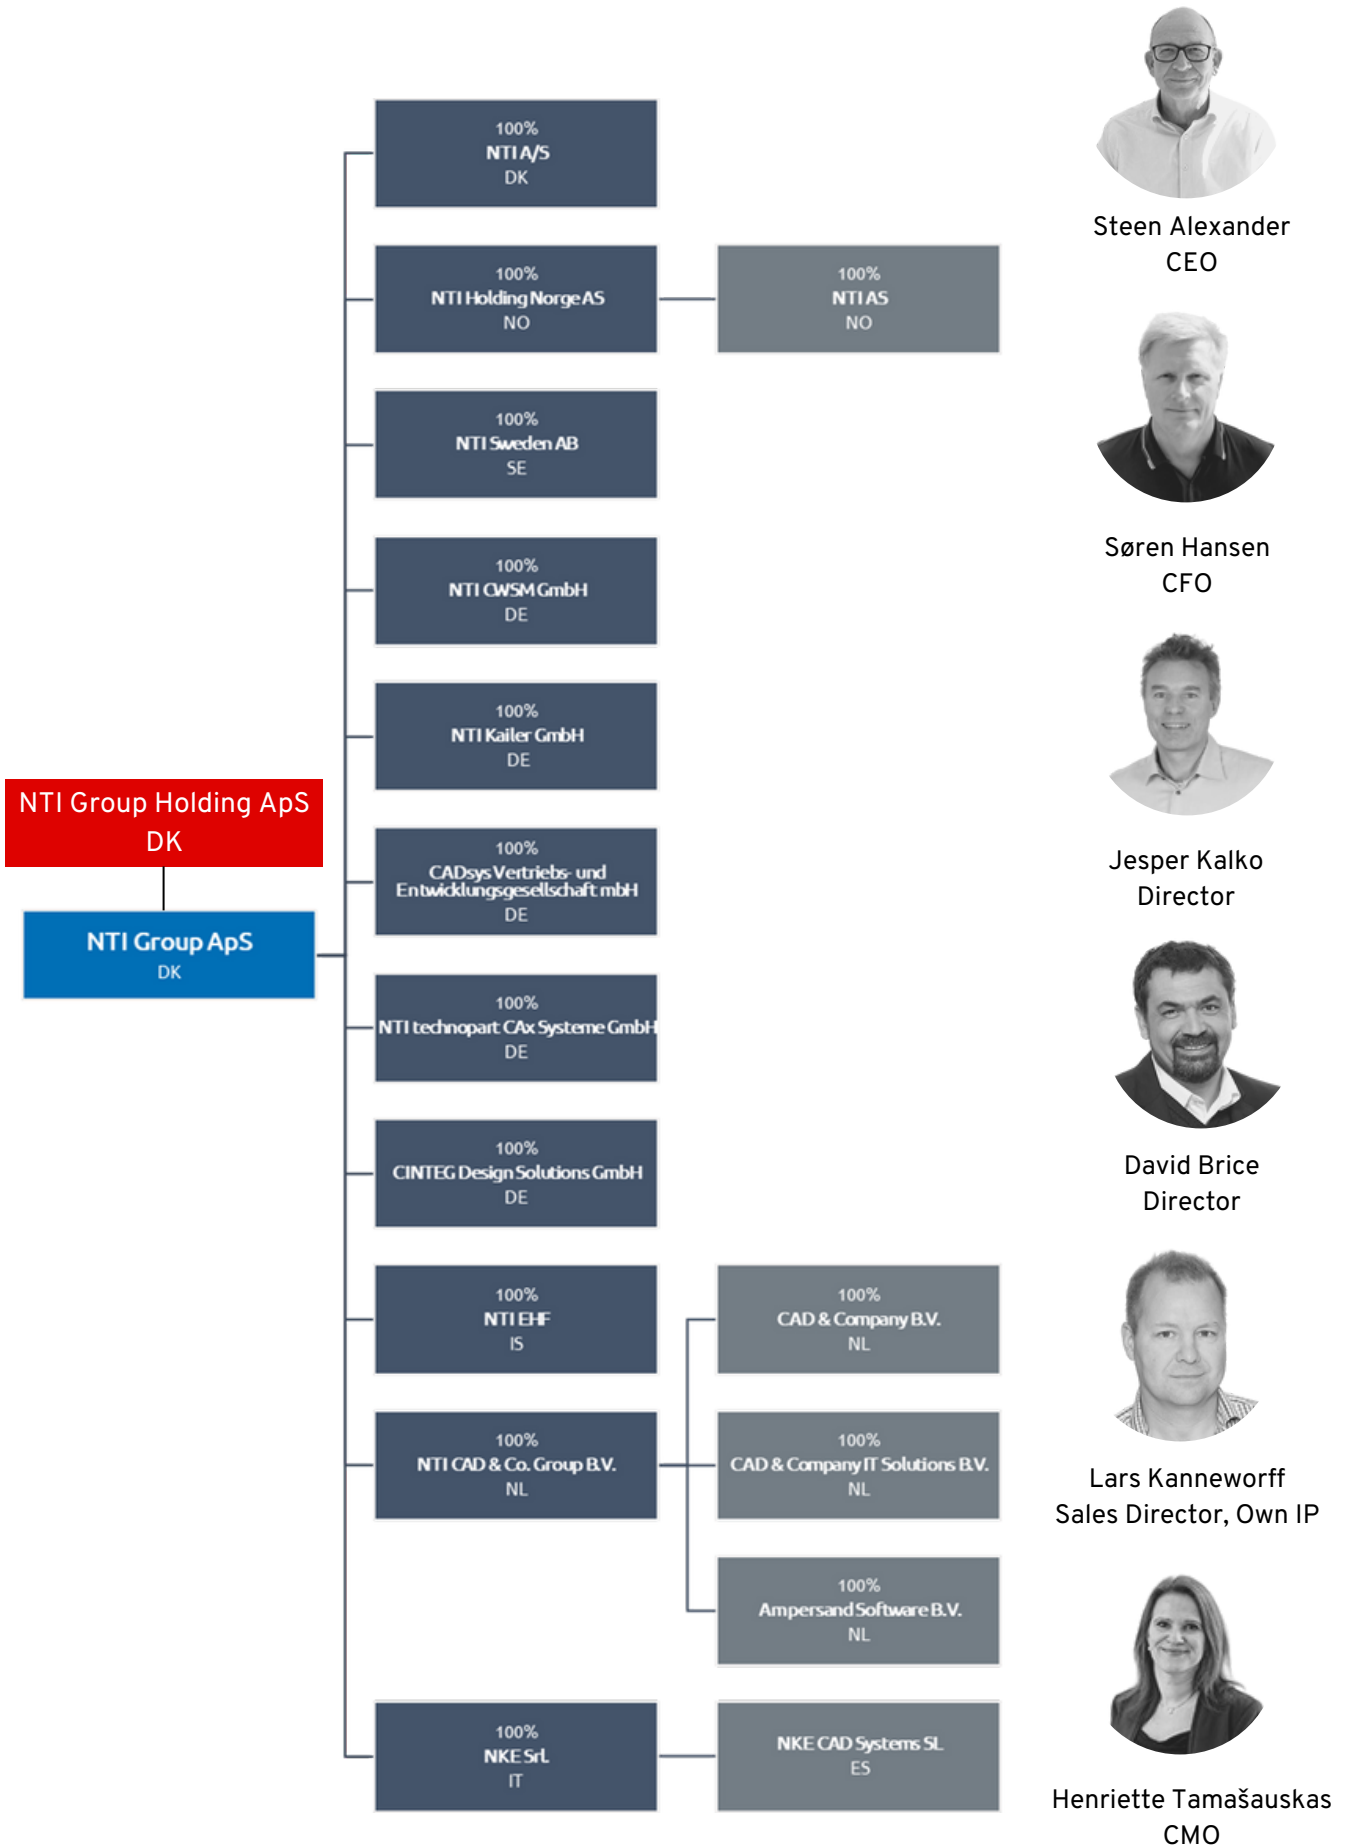 NTI Group Holding ApS
DK
NTI Group ApS
DK
100%
NTI A/S
DK
100%
NTI Holding Norge AS
NO
100%
NTI AS
NO
100%
NTI Sweden AB
SE
100%
NTI CWSM GmbH
DE
100%
NTI Kailer GmbH
DE
100%
CADsys Vertriebs- und
Entwicklungsgesellschaft mbH
DE
100%
NTI technopart CAx Systeme GmbH
DE
100%
CINTEG Design Solutions GmbH
DE
100%
NTI EHF
IS
100%
NTI CAD & Co. Group B.V.
NL
100%
CAD & Company B.V.
NL
100%
CAD & Company IT Solutions B.V.
NL
100%
Ampersand Software B.V.
NL
100%
NKE Srl.
IT
NKE CAD Systems SL
ES
Steen Alexander
CEO
Søren Hansen
CFO
Jesper Kalko
Director
David Brice
Director
Lars Kanneworff
Sales Director, Own IP
Henriette Tamašauskas
CMO